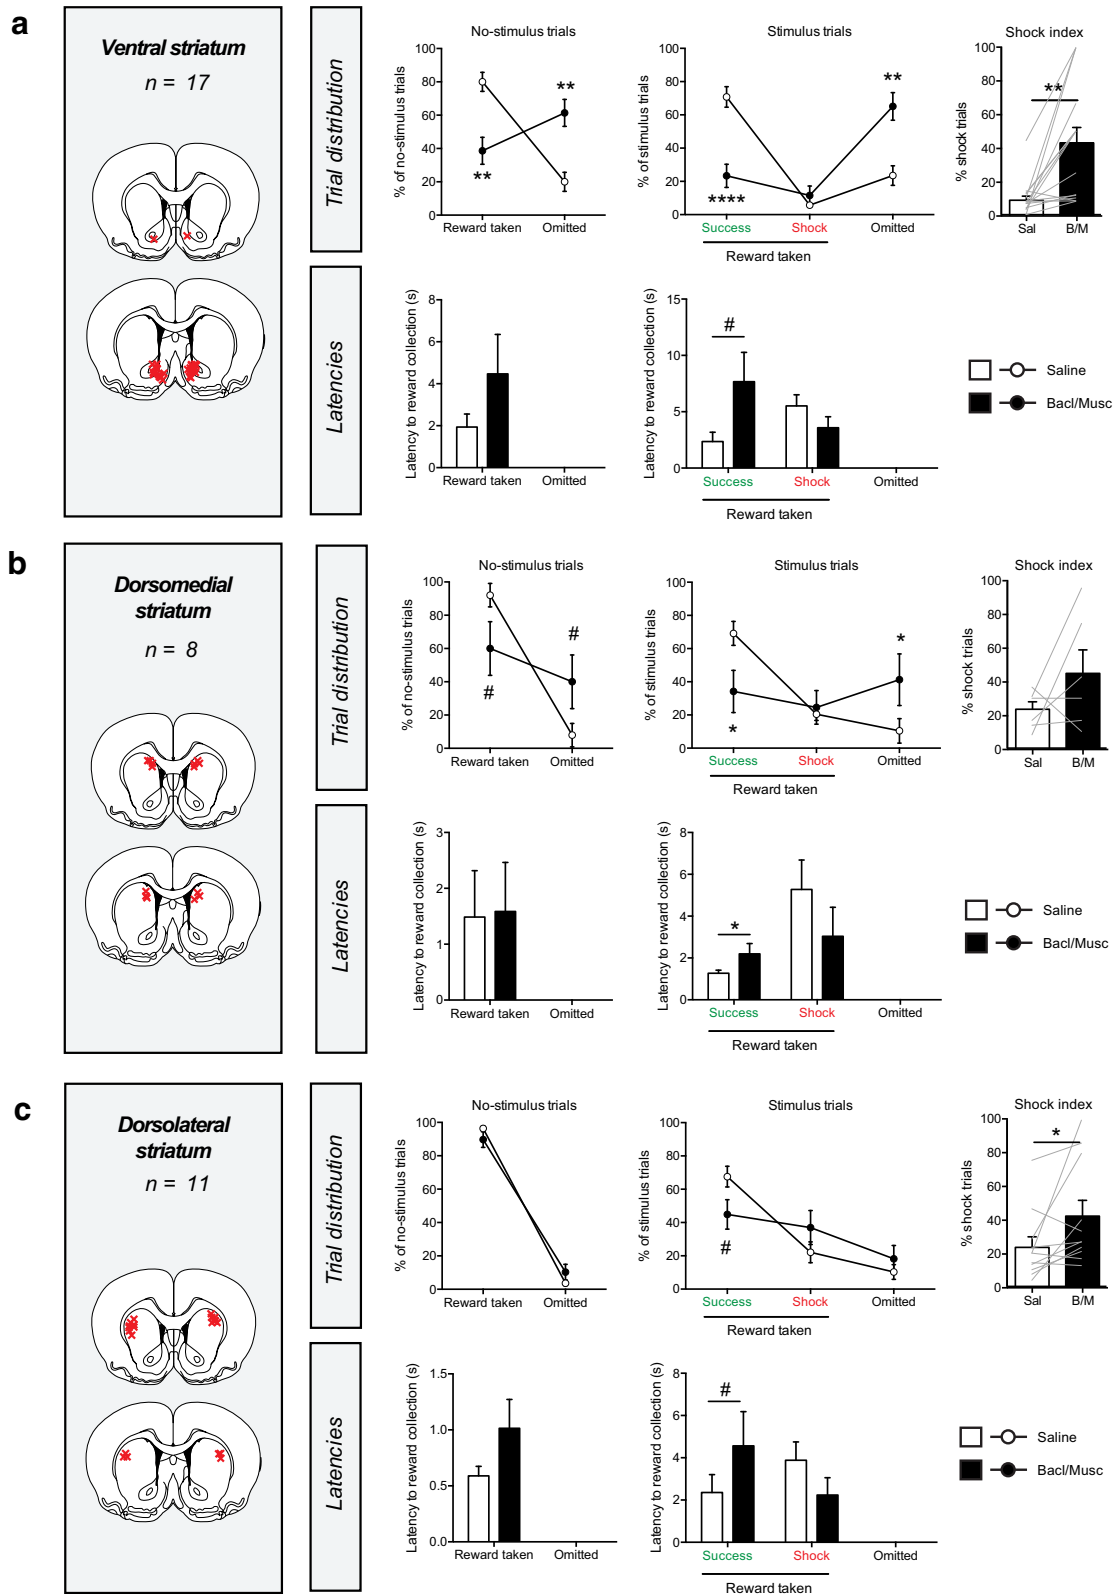 a
Ventral striatum
n = 17
Trial distribution
Latencies
No-stimulus trials
% of no-stimulus trials
100
80
60
40
20
0
**
**
Reward taken
Omitted
Stimulus trials
% of stimulus trials
100
80
60
40
20
0
****
**
Success
Shock
Omitted
Reward taken
Shock index
% shock trials
100
80
60
40
20
0
**
Sal
B/M
Latency to reward collection (s)
8
6
4
2
0
Reward taken
Omitted
Latency to reward collection (s)
15
10
5
0
#
Success
Shock
Omitted
Reward taken
Saline
Bacl/Musc
b
Dorsomedial
striatum
n = 8
Trial distribution
Latencies
No-stimulus trials
% of no-stimulus trials
100
80
60
40
20
0
#
#
Reward taken
Omitted
Stimulus trials
% of stimulus trials
100
80
60
40
20
0
*
*
Success
Shock
Omitted
Reward taken
Shock index
% shock trials
100
80
60
40
20
0
Sal
B/M
Latency to reward collection (s)
3
2
1
0
Reward taken
Omitted
Latency to reward collection (s)
8
6
4
2
0
*
Success
Shock
Omitted
Reward taken
Saline
Bacl/Musc
c
Dorsolateral
striatum
n = 11
Trial distribution
Latencies
No-stimulus trials
% of no-stimulus trials
100
80
60
40
20
0
Reward taken
Omitted
Stimulus trials
% of stimulus trials
100
80
60
40
20
0
#
Success
Shock
Omitted
Reward taken
Shock index
% shock trials
100
80
60
40
20
0
*
Sal
B/M
Latency to reward collection (s)
1.5
1.0
0.5
0.0
Reward taken
Omitted
Latency to reward collection (s)
8
6
4
2
0
#
Success
Shock
Omitted
Reward taken
Saline
Bacl/Musc